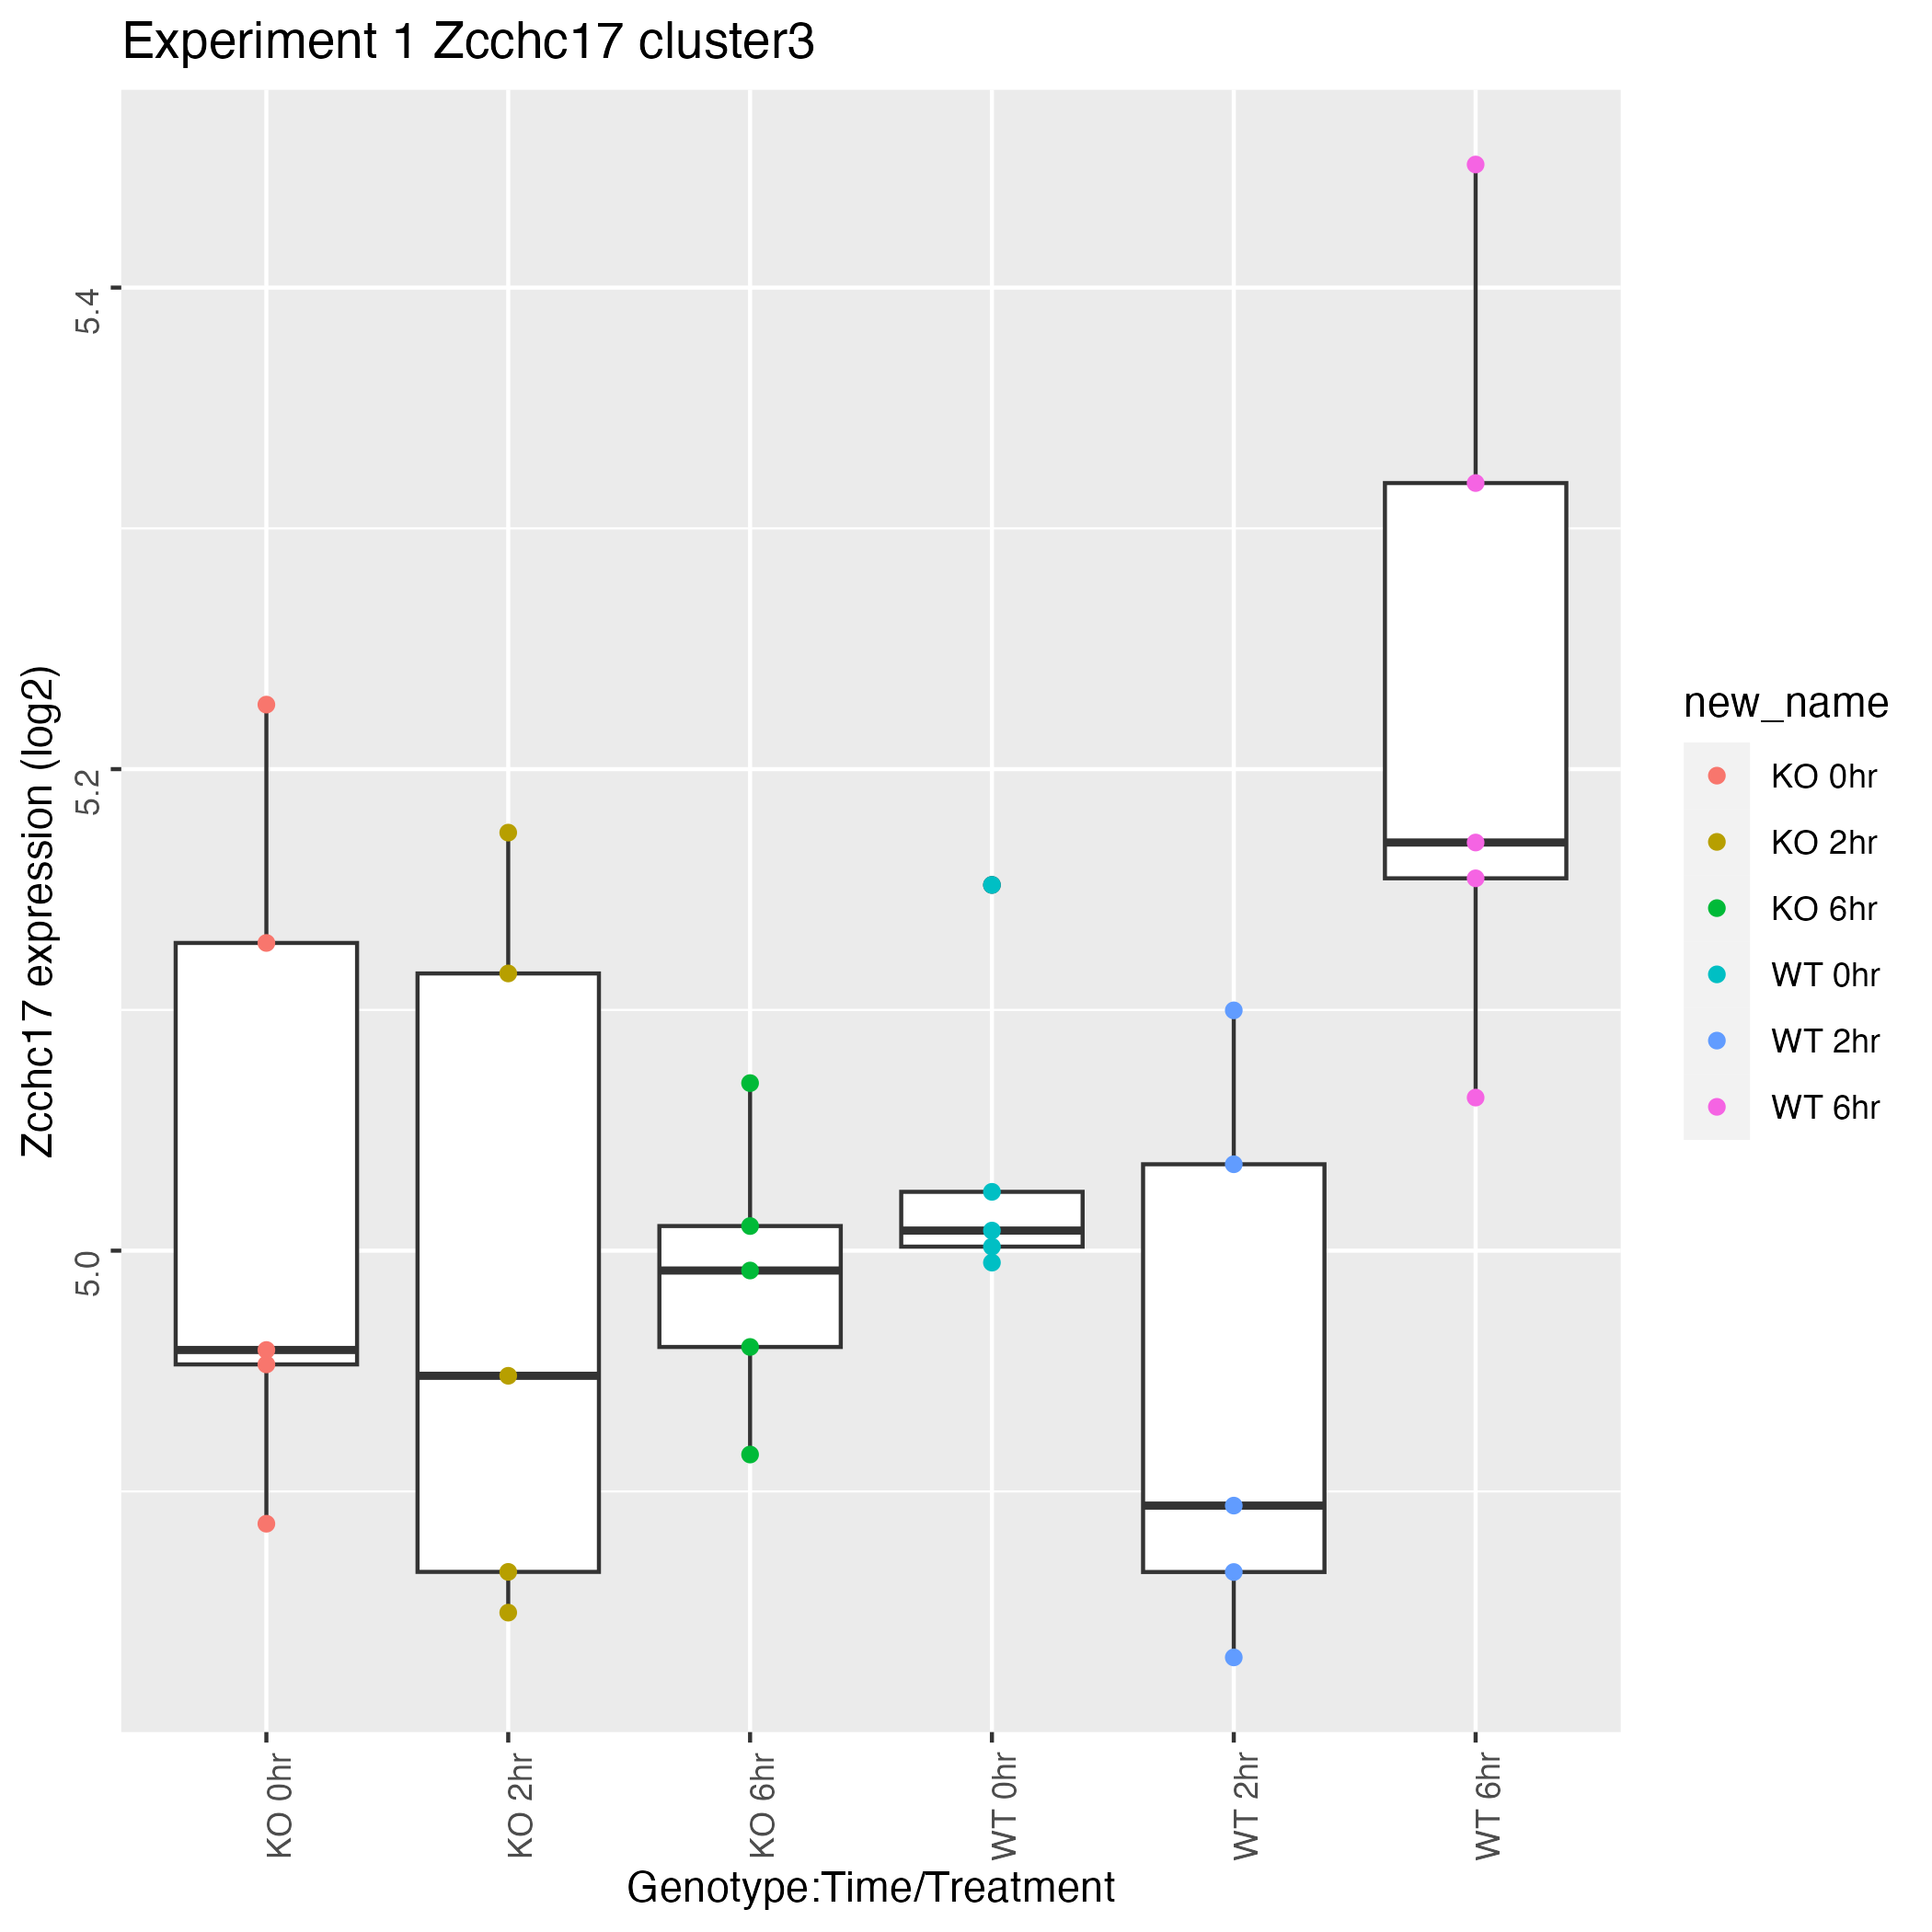 Experiment 1 Zcchc17 cluster3
Zcchc17 expression (log2)
5.4
5.2
5.0
KO 0hr
KO 2hr
KO 6hr
WT 0hr
WT 2hr
WT 6hr
Genotype:Time/Treatment
new_name
KO 0hr
KO 2hr
KO 6hr
WT 0hr
WT 2hr
WT 6hr